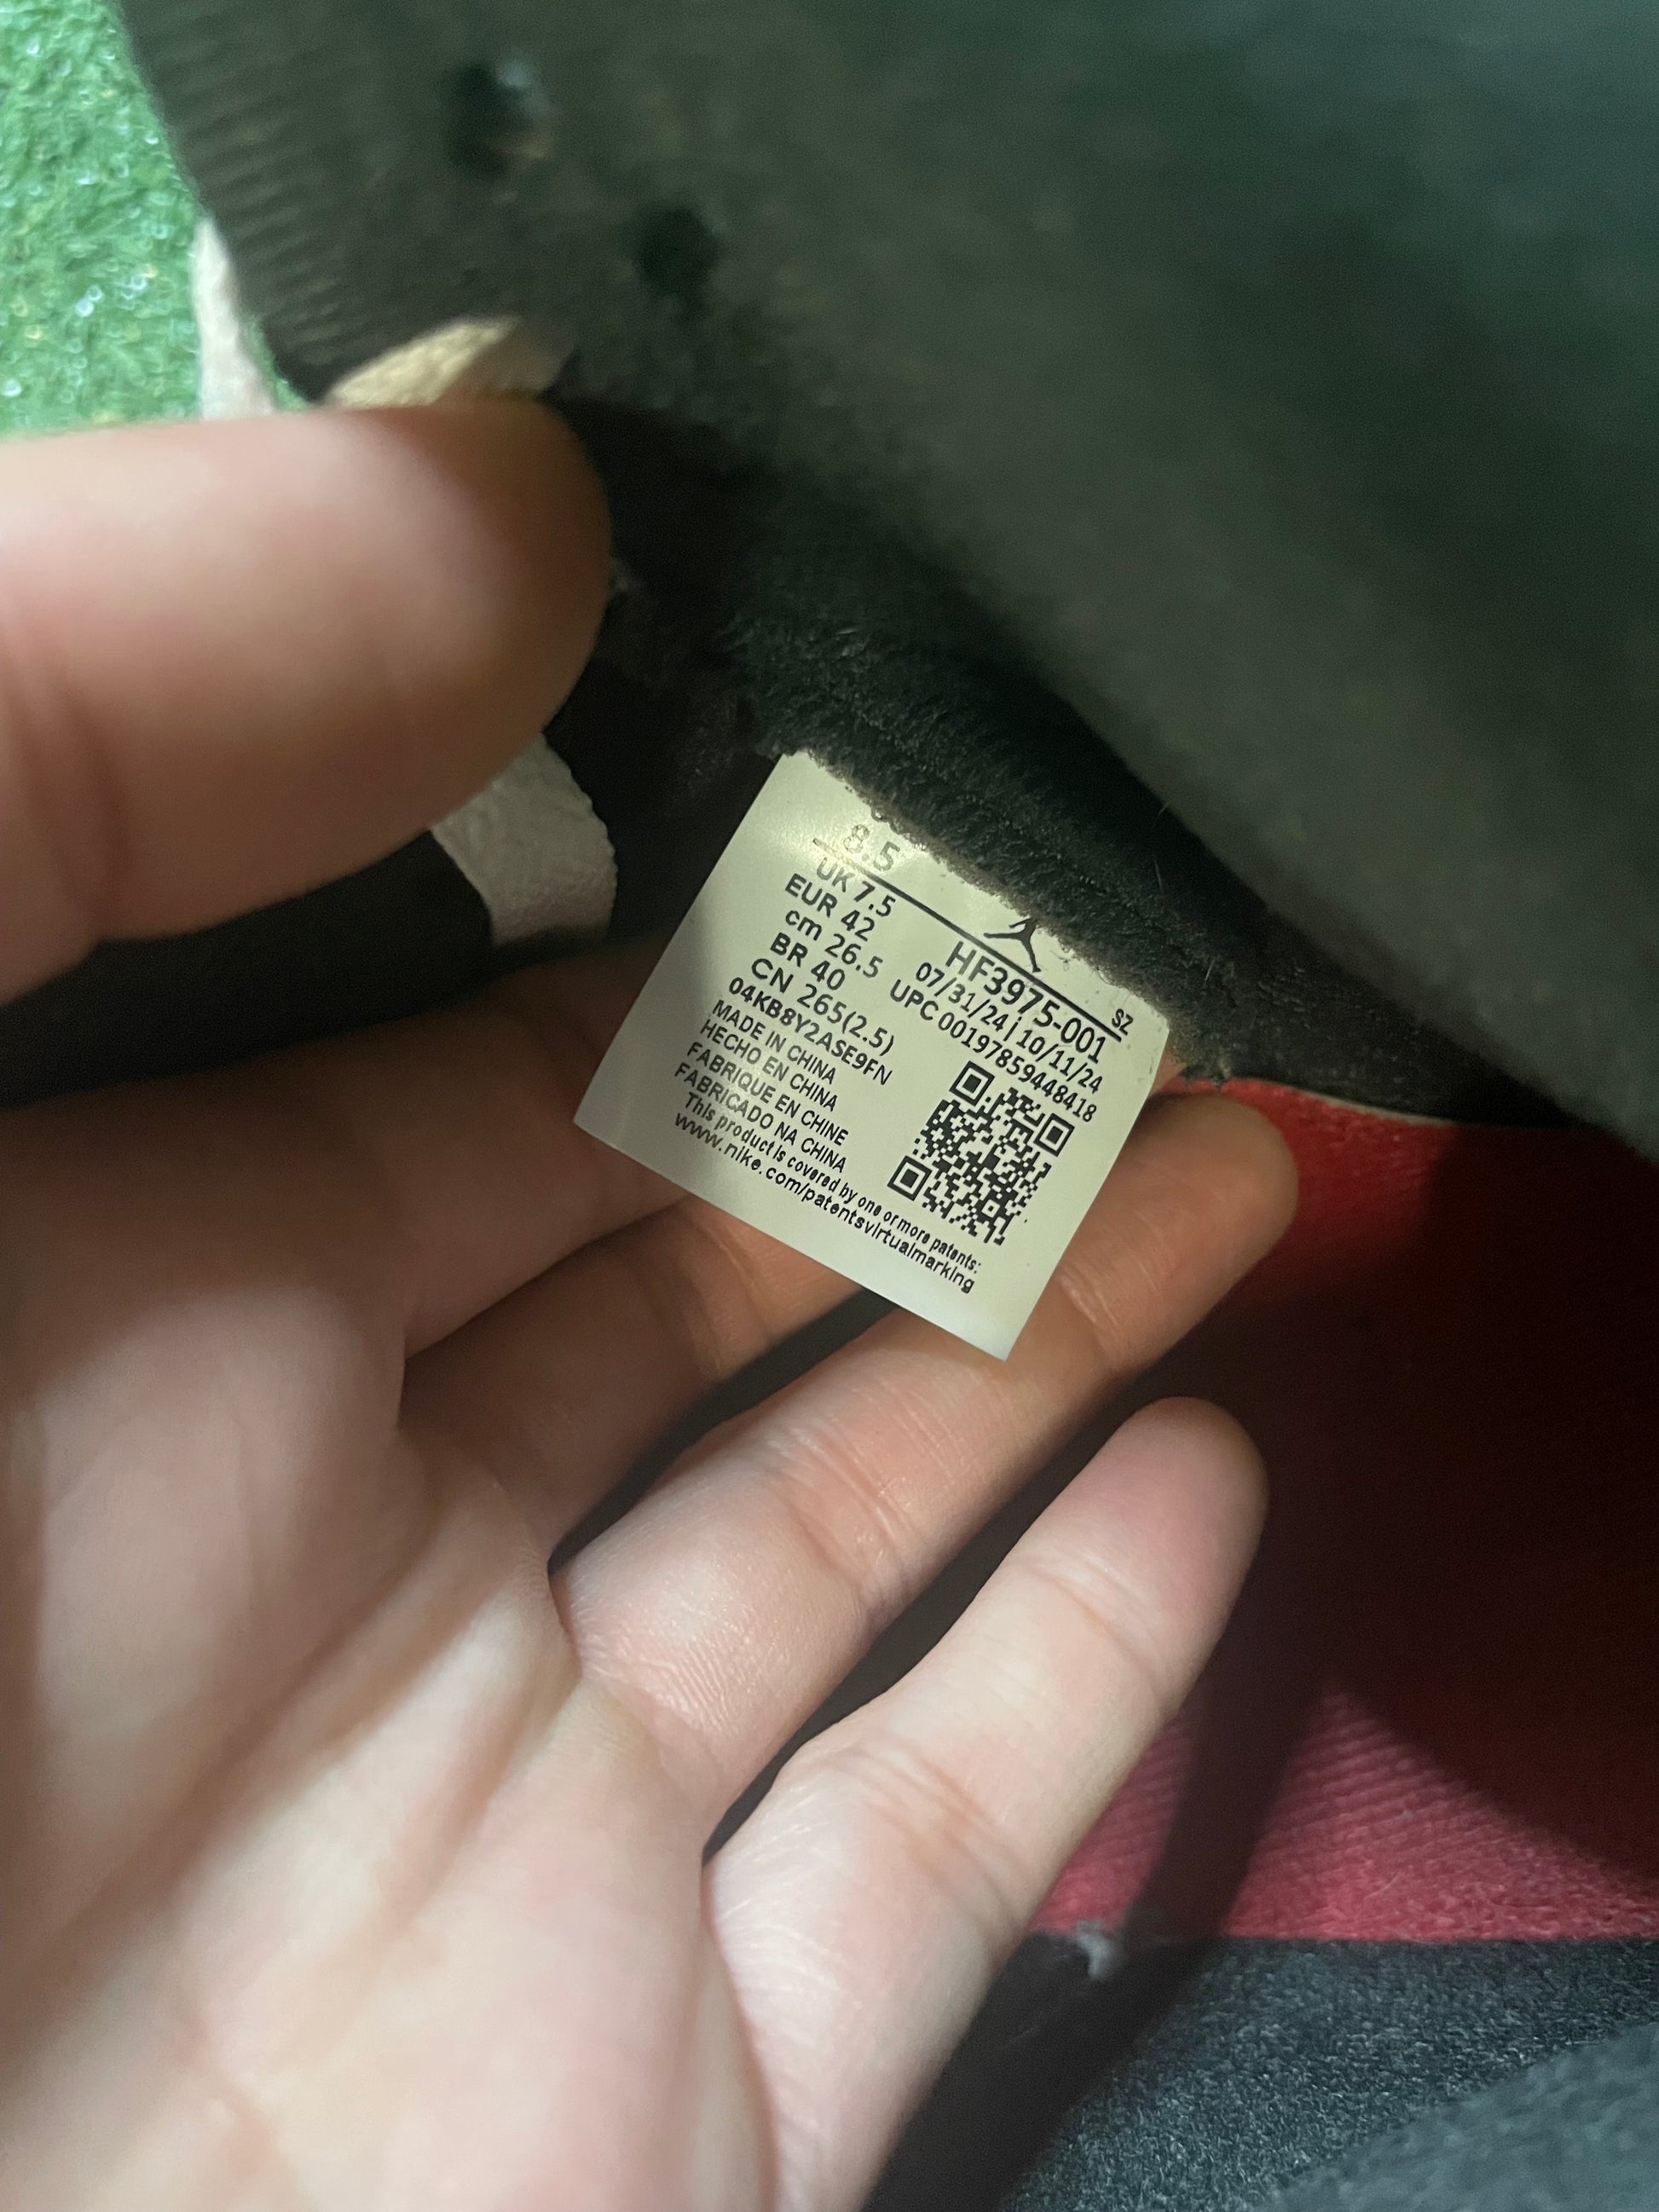 8.5
UK 7.5
EUR 42
cm 26.5
BR 40
CN 265(2.5)
04KB8Y2ASE9FN
MADE IN CHINA
HECHO EN CHINA
FABRIQUE EN CHINE
FABRICADO NA CHINA
This product is covered by one or more patents:
www.nike.com/patentsvirtualmarking
SZ
HF3975-001
07/31/24 | 10/11/24
UPC 00197859448418